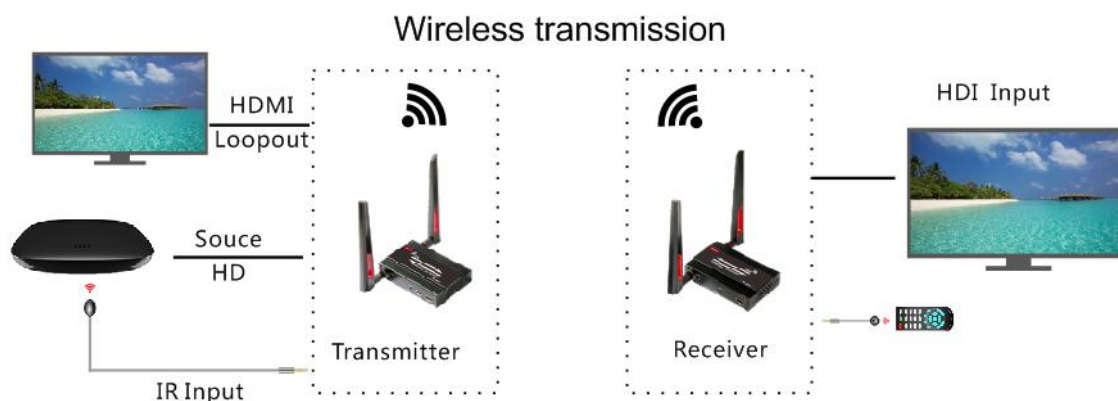 Wireless transmission
HDMI
Loopout
HDI Input
Souce
HD
Transmitter
Receiver
IR Input